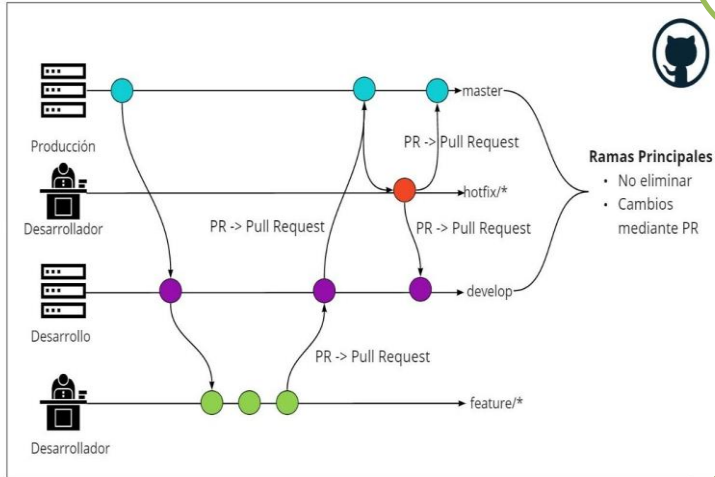 Producción
master
PR -> Pull Request
Ramas Principales
• No eliminar
• Cambios
mediante PR
Desarrollador
hotfix/*
PR -> Pull Request
PR -> Pull Request
Desarrollo
develop
PR -> Pull Request
Desarrollador
feature/*